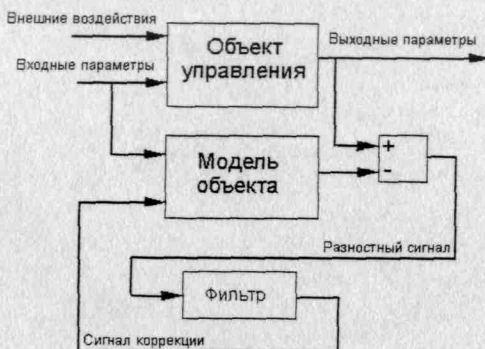 Внешние воздействия
Объект
управления
Выходные параметры
Входные параметры
+
Модель
объекта
-
Разностный сигнал
Фильтр
Сигнал коррекции